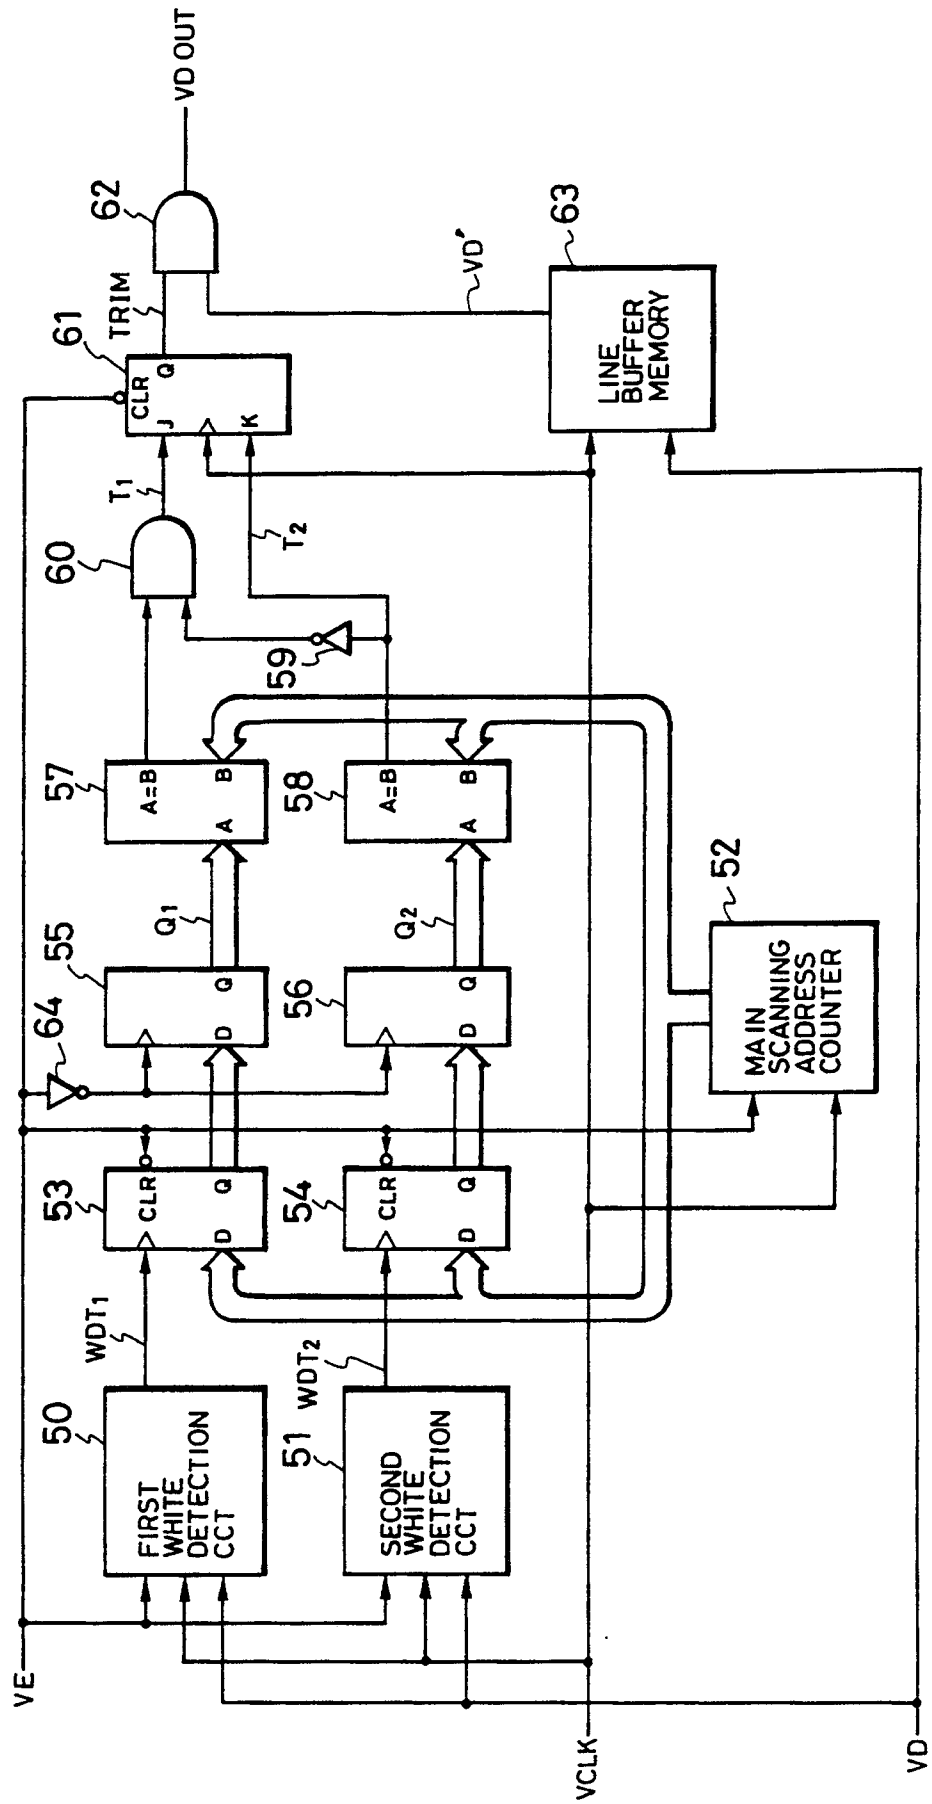 VE
VCLK
VD
50
FIRST
WHITE
DETECTION
CCT
WDT1
53
CLR
D
Q
64
55
D
Q
Q1
57
A=B
A
B
60
T1
61
CLR
J
Q
K
TRIM
62
VD OUT
51
SECOND
WHITE
DETECTION
CCT
WDT2
54
CLR
D
Q
56
D
Q
Q2
58
A=B
A
B
59
T2
52
MAIN
SCANNING
ADDRESS
COUNTER
63
LINE
BUFFER
MEMORY
VD'